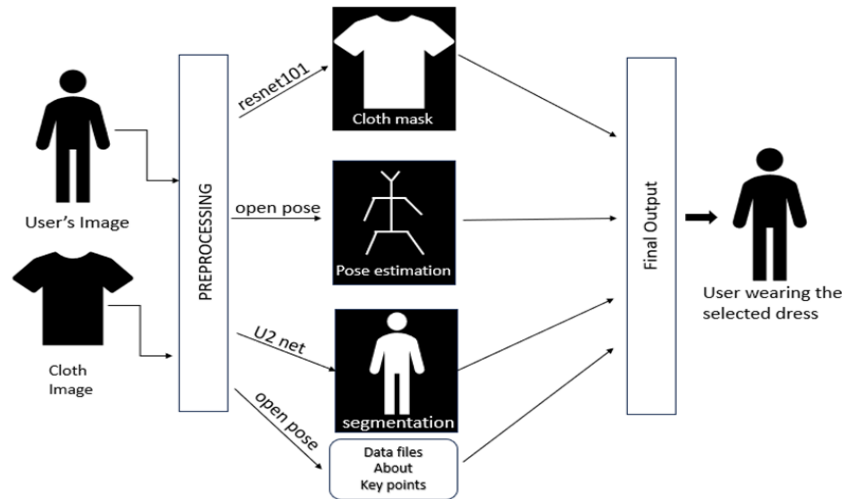 User's Image
Cloth
Image
PREPROCESSING
resnet101
Cloth mask
open pose
Pose estimation
U2 net
segmentation
open pose
Data files
About
Key points
Final Output
User wearing the
selected dress